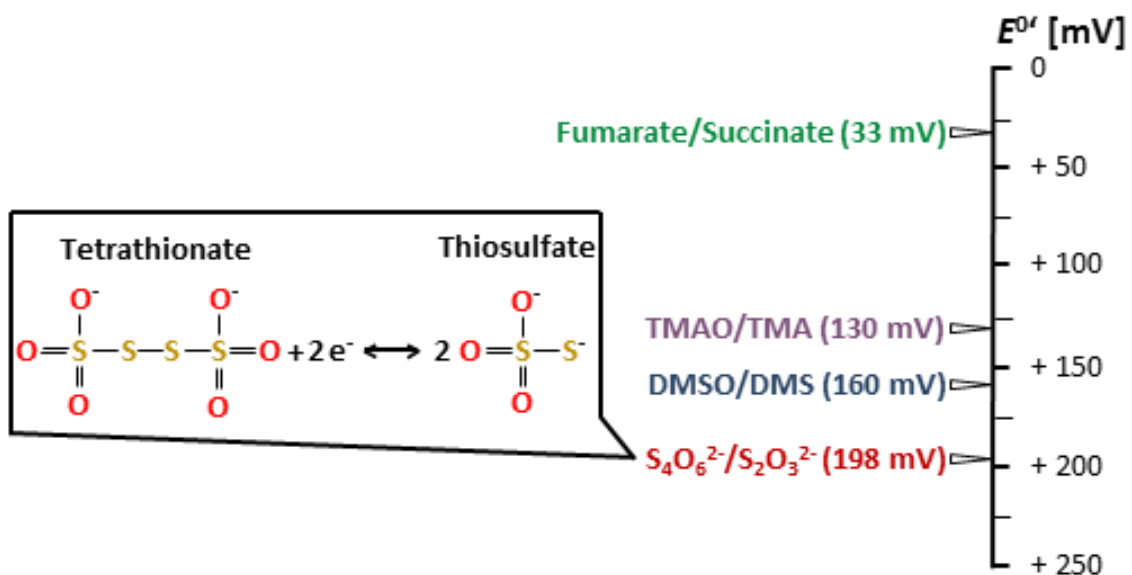 E⁰ʻ [mV]
0
Fumarate/Succinate (33 mV)
+ 50
+ 100
Tetrathionate
Thiosulfate
O⁻ O⁻ O⁻
O=S–S–S–S=O +2 e⁻ ↔ 2 O=S–S⁻
O O O
TMAO/TMA (130 mV)
+ 150
DMSO/DMS (160 mV)
S₄O₆²⁻/S₂O₃²⁻ (198 mV)
+ 200
+ 250